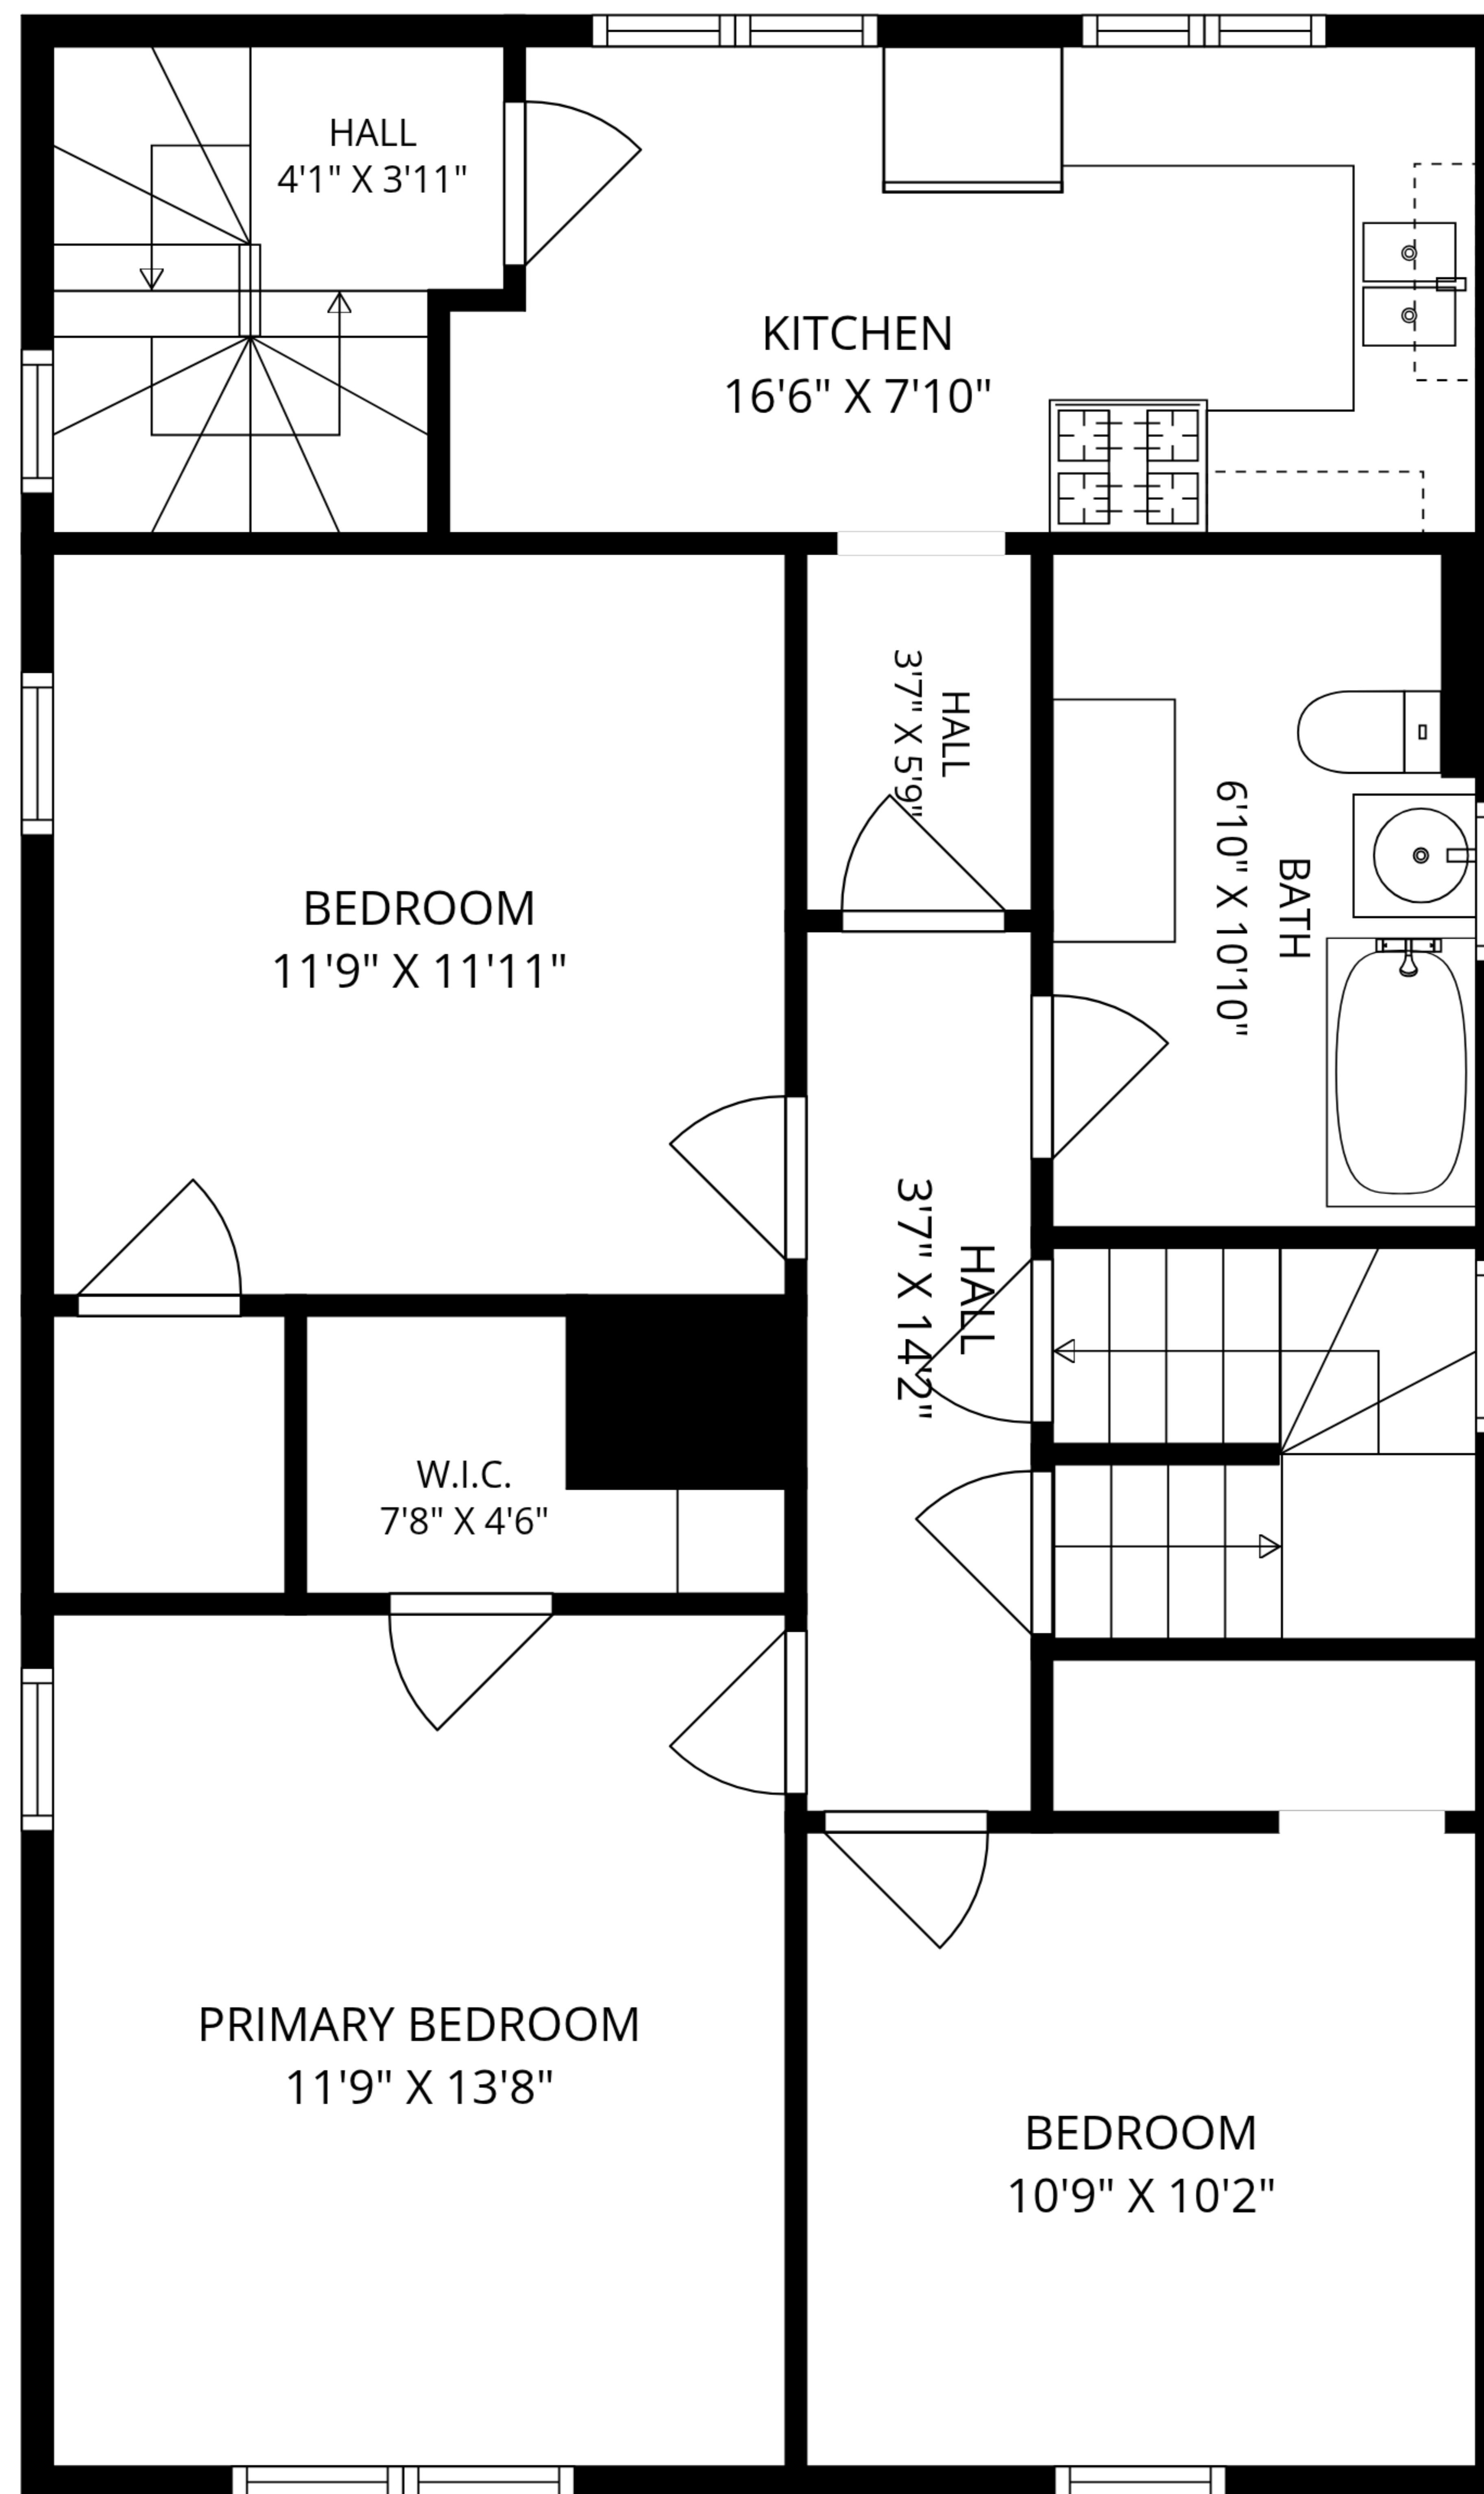 HALL
4'1" X 3'11"
KITCHEN
16'6" X 7'10"
HALL
3'7" X 5'9"
BATH
6'10" X 10'10"
BEDROOM
11'9" X 11'11"
HALL
3'7" X 14'2"
W.I.C.
7'8" X 4'6"
PRIMARY BEDROOM
11'9" X 13'8"
BEDROOM
10'9" X 10'2"